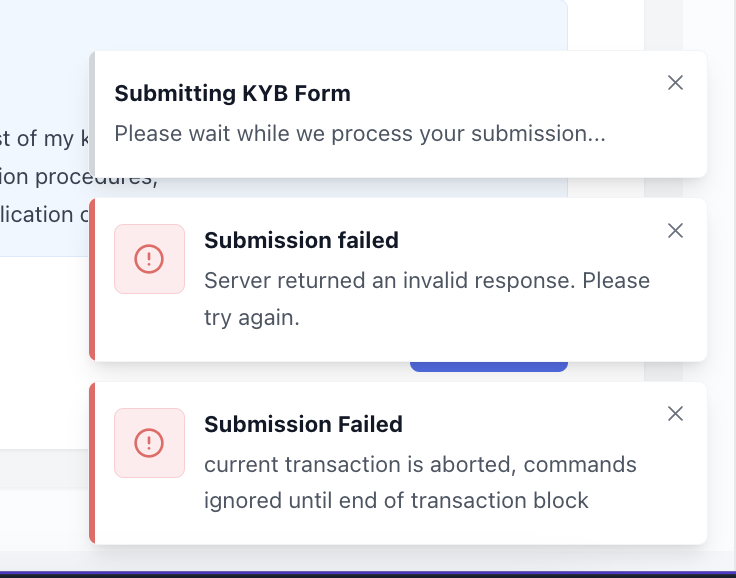 Submitting KYB Form
Please wait while we process your submission...
st of my
ion procedures,
lication
Submission failed
Server returned an invalid response. Please
try again.
Submission Failed
current transaction is aborted, commands
ignored until end of transaction block